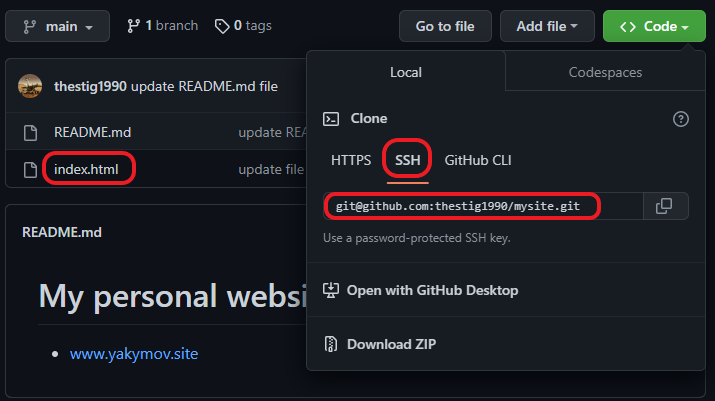 main 1 branch 0 tags Go to file Add file Code
Local Codespaces
thestig1990 update README.md file
Clone
README.md update REA
HTTPS SSH GitHub CLI
index.html update file
git@github.com:thestig1990/mysite.git
README.md
Use a password-protected SSH key.
My personal websi
Open with GitHub Desktop
Download ZIP
www.yakymov.site